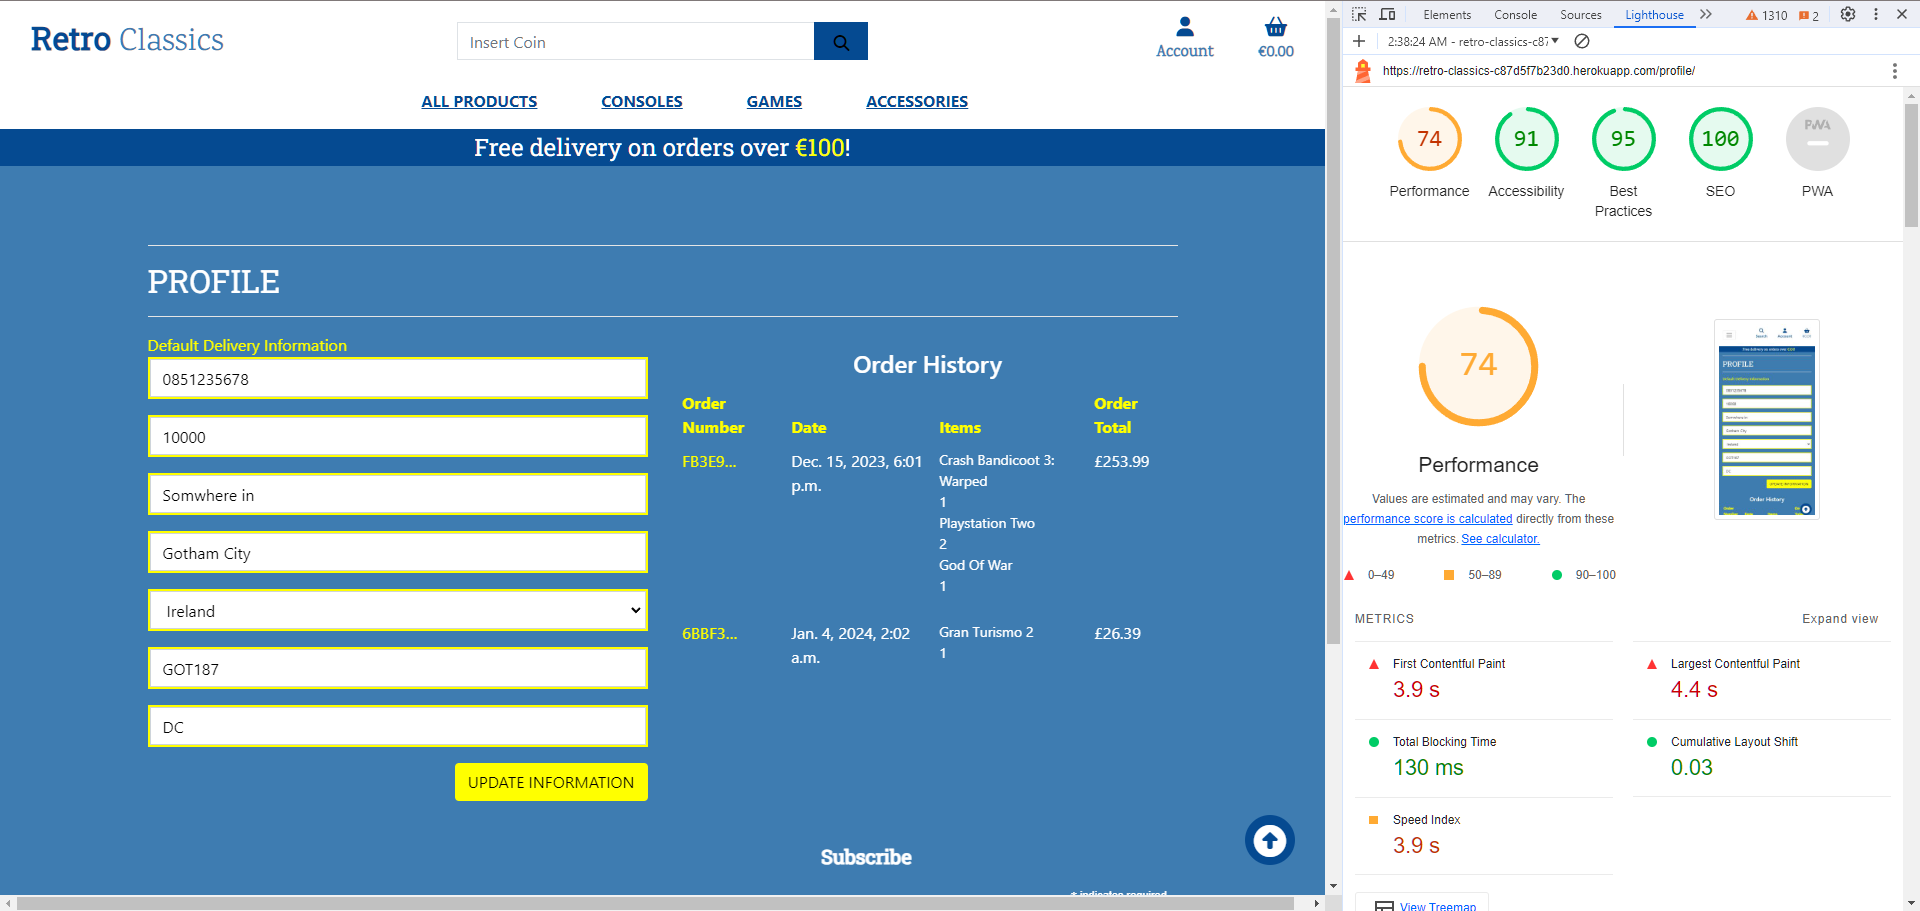 Retro Classics
Insert Coin
Account
€0.00
ALL PRODUCTS
CONSOLES
GAMES
ACCESSORIES
Free delivery on orders over €100!
PROFILE
Default Delivery Information
0851235678
10000
Somwhere in
Gotham City
Ireland
GOT187
DC
UPDATE INFORMATION
Order History
Order Number
Date
Items
Order Total
FB3E9...
Dec. 15, 2023, 6:01 p.m.
Crash Bandicoot 3: Warped
1
Playstation Two
2
God Of War
1
£253.99
6BBF3...
Jan. 4, 2024, 2:02 a.m.
Gran Turismo 2
1
£26.39
Subscribe
* indicates required
Elements
Console
Sources
Lighthouse
1310
2
2:38:24 AM - retro-classics-c87
https://retro-classics-c87d5f7b23d0.herokuapp.com/profile/
74
91
95
100
PWA
Performance
Accessibility
Best Practices
SEO
PWA
74
Performance
Values are estimated and may vary. The
performance score is calculated directly from these
metrics. See calculator.
0–49
50–89
90–100
METRICS
Expand view
First Contentful Paint
3.9 s
Largest Contentful Paint
4.4 s
Total Blocking Time
130 ms
Cumulative Layout Shift
0.03
Speed Index
3.9 s
View Treemap
PROFILE
Order History